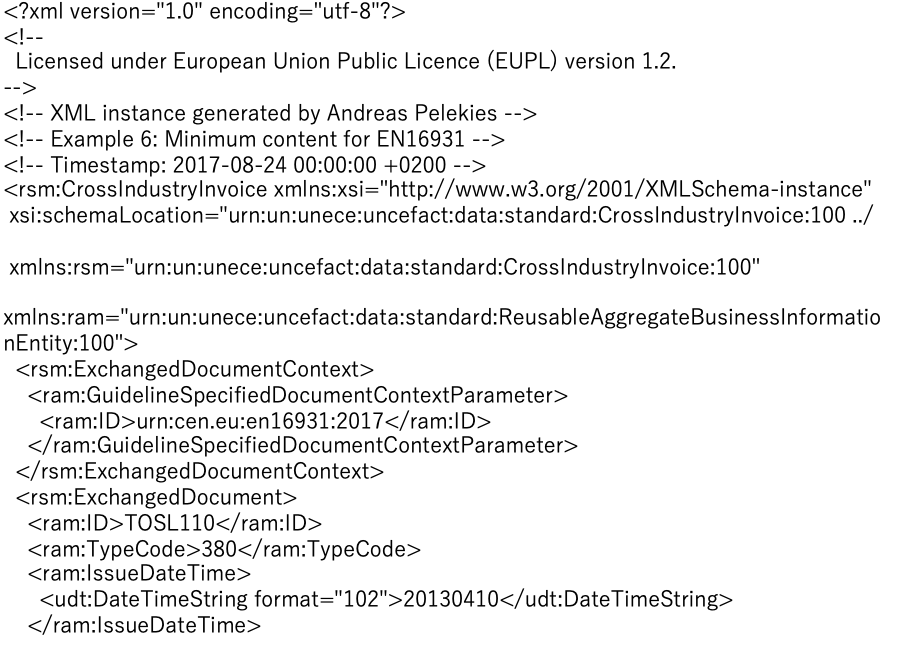 <?xml version="1.0" encoding="utf-8"?>
<!--
Licensed under European Union Public Licence (EUPL) version 1.2.
-->
<!-- XML instance generated by Andreas Pelekies -->
<!-- Example 6: Minimum content for EN16931 -->
<!-- Timestamp: 2017-08-24 00:00:00 +0200 -->
<rsm:CrossIndustryInvoice xmlns:xsi="http://www.w3.org/2001/XMLSchema-instance"
xsi:schemaLocation="urn:un:unece:uncefact:data:standard:CrossIndustryInvoice:100 ../
xmlns:rsm="urn:un:unece:uncefact:data:standard:CrossIndustryInvoice:100"
xmlns:ram="urn:un:unece:uncefact:data:standard:ReusableAggregateBusinessInformatio
nEntity:100">
<rsm:ExchangedDocumentContext>
<ram:GuidelineSpecifiedDocumentContextParameter>
<ram:ID>urn:cen.eu:en16931:2017</ram:ID>
</ram:GuidelineSpecifiedDocumentContextParameter>
</rsm:ExchangedDocumentContext>
<rsm:ExchangedDocument>
<ram:ID>TOSL110</ram:ID>
<ram:TypeCode>380</ram:TypeCode>
<ram:IssueDateTime>
<udt:DateTimeString format="102">20130410</udt:DateTimeString>
</ram:IssueDateTime>